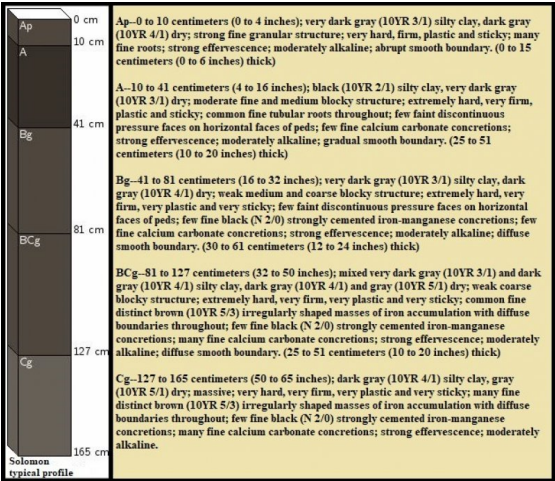 Ap
0 cm
10 cm
A
41 cm
Bg
81 cm
BCg
127 cm
Cg
165 cm
Solomon
typical profile
Ap--0 to 10 centimeters (0 to 4 inches); very dark gray (10YR 3/1) silty clay, dark gray
(10YR 4/1) dry; strong fine granular structure; very hard, firm, plastic and sticky; many
fine roots; strong effervescence; moderately alkaline; abrupt smooth boundary. (0 to 15
centimeters (0 to 6 inches) thick)
A--10 to 41 centimeters (4 to 16 inches); black (10YR 2/1) silty clay, very dark gray
(10YR 3/1) dry; moderate fine and medium blocky structure; extremely hard, very firm,
plastic and sticky; common fine tubular roots throughout; few faint discontinuous
pressure faces on horizontal faces of peds; few fine calcium carbonate concretions;
strong effervescence; moderately alkaline; gradual smooth boundary. (25 to 51
centimeters (10 to 20 inches) thick)
Bg--41 to 81 centimeters (16 to 32 inches); very dark gray (10YR 3/1) silty clay, dark
gray (10YR 4/1) dry; weak medium and coarse blocky structure; extremely hard, very
firm, very plastic and very sticky; few faint discontinuous pressure faces on horizontal
faces of peds; few fine black (N 2/0) strongly cemented iron-manganese concretions; few
fine calcium carbonate concretions; strong effervescence; moderately alkaline; diffuse
smooth boundary. (30 to 61 centimeters (12 to 24 inches) thick)
BCg--81 to 127 centimeters (32 to 50 inches); mixed very dark gray (10YR 3/1) and dark
gray (10YR 4/1) silty clay, dark gray (10YR 4/1) and gray (10YR 5/1) dry; weak coarse
blocky structure; extremely hard, very firm, very plastic and very sticky; common fine
distinct brown (10YR 5/3) irregularly shaped masses of iron accumulation with diffuse
boundaries throughout; few fine black (N 2/0) strongly cemented iron-manganese
concretions; many fine calcium carbonate concretions; strong effervescence; moderately
alkaline; diffuse smooth boundary. (25 to 51 centimeters (10 to 20 inches) thick)
Cg--127 to 165 centimeters (50 to 65 inches); dark gray (10YR 4/1) silty clay, gray
(10YR 5/1) dry; massive; very hard, very firm, very plastic and very sticky; many fine
distinct brown (10YR 5/3) irregularly shaped masses of iron accumulation with diffuse
boundaries throughout; few fine black (N 2/0) strongly cemented iron-manganese
concretions; many fine calcium carbonate concretions; strong effervescence; moderately
alkaline.